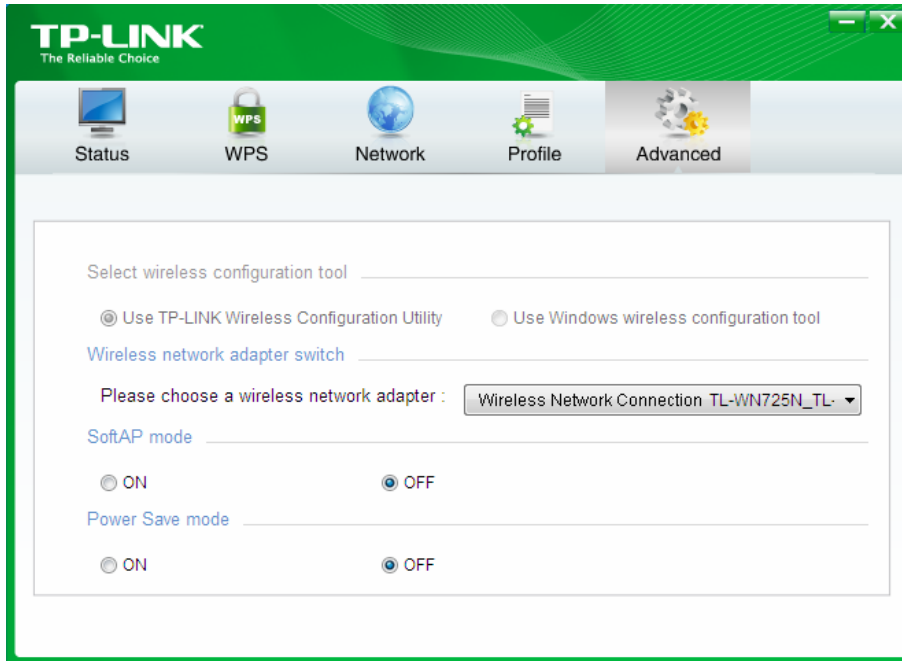 TP-LINK
The Reliable Choice
WPS
Status WPS Network Profile Advanced
Select wireless configuration tool
Use TP-LINK Wireless Configuration Utility Use Windows wireless configuration tool
Wireless network adapter switch
Please choose a wireless network adapter : Wireless Network Connection TL-WN725N_TL-
SoftAP mode
ON OFF
Power Save mode
ON OFF